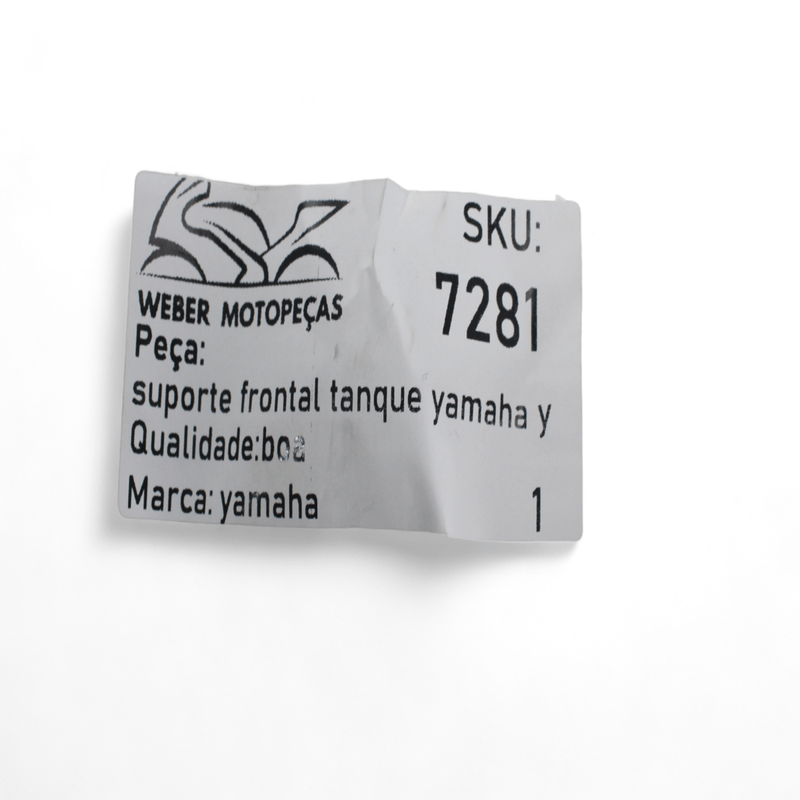 WEBER MOTOPEÇAS
SKU:
7281
Peça:
suporte frontal tanque yamaha y
Qualidade:boa
Marca: yamaha
1